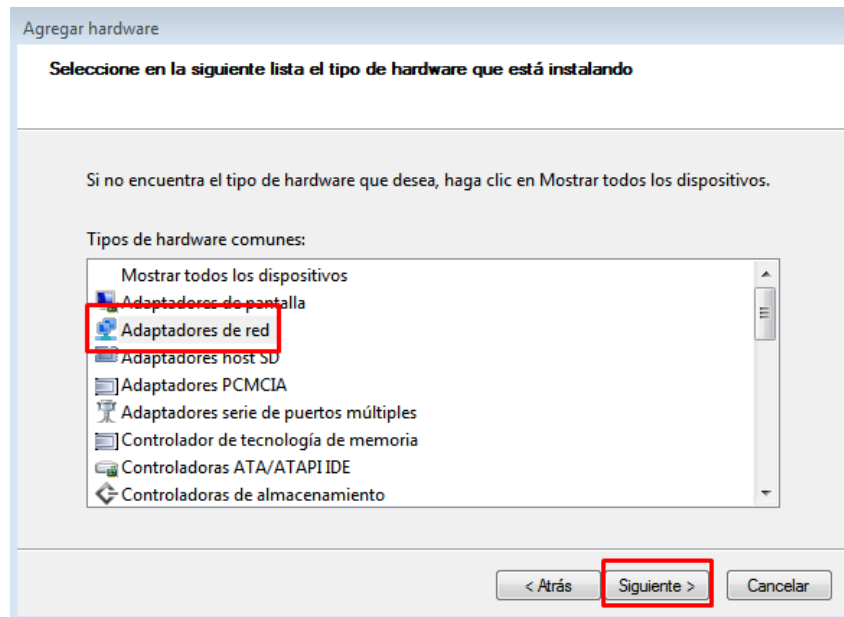 Agregar hardware
Seleccione en la siguiente lista el tipo de hardware que está instalando
Si no encuentra el tipo de hardware que desea, haga clic en Mostrar todos los dispositivos.
Tipos de hardware comunes:
Mostrar todos los dispositivos
Adaptadores de pantalla
Adaptadores de red
Adaptadores host SD
Adaptadores PCMCIA
Adaptadores serie de puertos múltiples
Controlador de tecnología de memoria
Controladoras ATA/ATAPI IDE
Controladoras de almacenamiento
< Atrás Siguiente > Cancelar